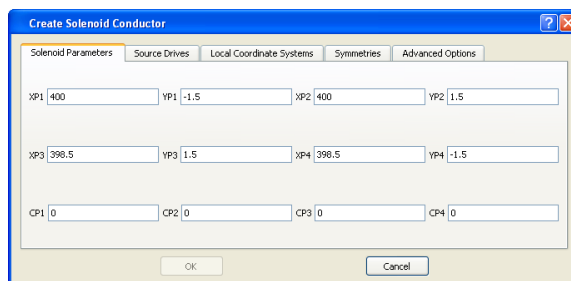 Create Solenoid Conductor
Solenoid Parameters Source Drives Local Coordinate Systems Symmetries Advanced Options
XP1 400 YP1 -1.5 XP2 400 YP2 1.5
XP3 398.5 YP3 1.5 XP4 398.5 YP4 -1.5
CP1 0 CP2 0 CP3 0 CP4 0
OK Cancel